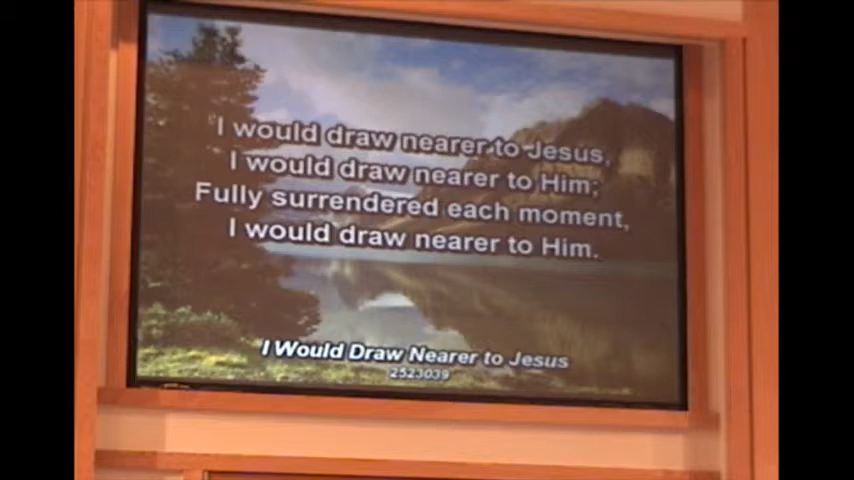 I would draw nearer to Jesus,
I would draw nearer to Him;
Fully surrendered each moment,
I would draw nearer to Him.
I Would Draw Nearer to Jesus
2523039